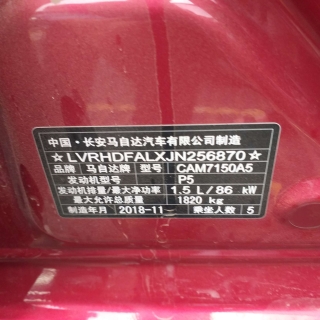 中国·长安马自达汽车有限公司制造
☆LVRHDFALXJN256870☆
品牌 马自达牌 型号 CAM7150A5
发动机型号 P5
发动机排量/最大净功率 1.5 L/86 kW
最大允许总质量 1820 kg
制造年月 2018-11 乘坐人数 5